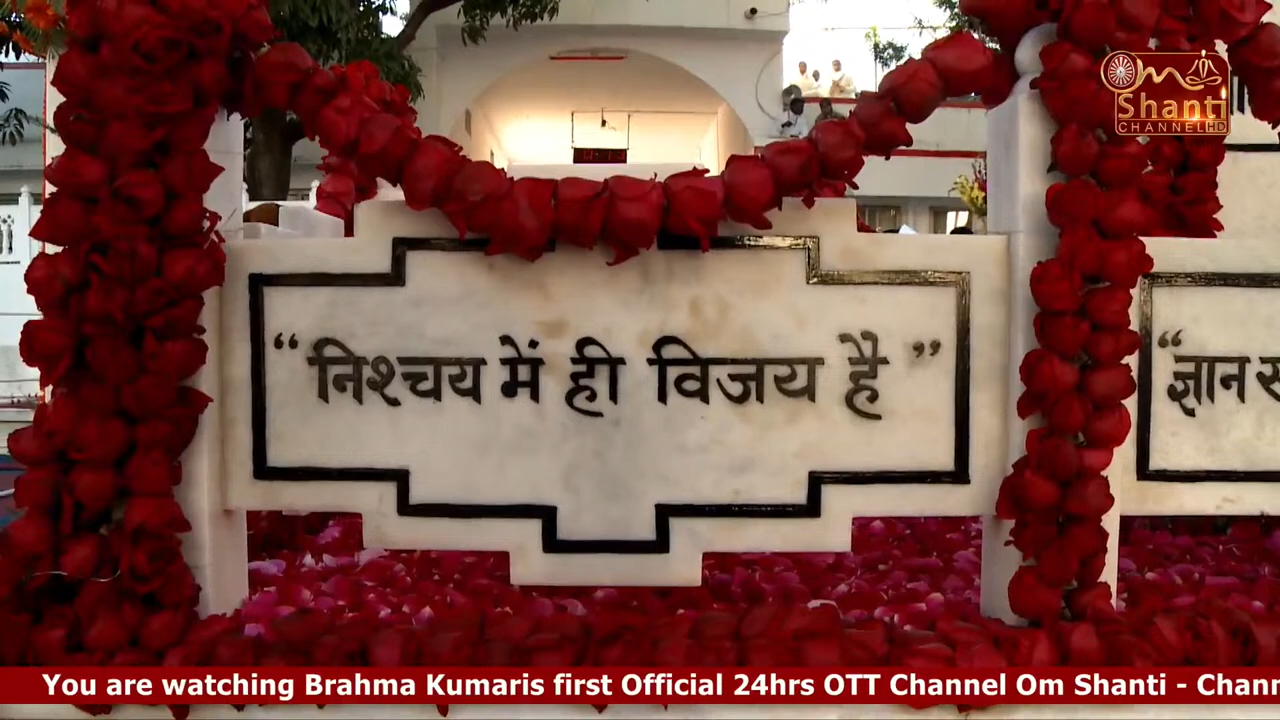 Om
Shanti
CHANNEL HD
“ निश्चय में ही विजय है ”
“ ज्ञान
You are watching Brahma Kumaris first Official 24hrs OTT Channel Om Shanti - Chann